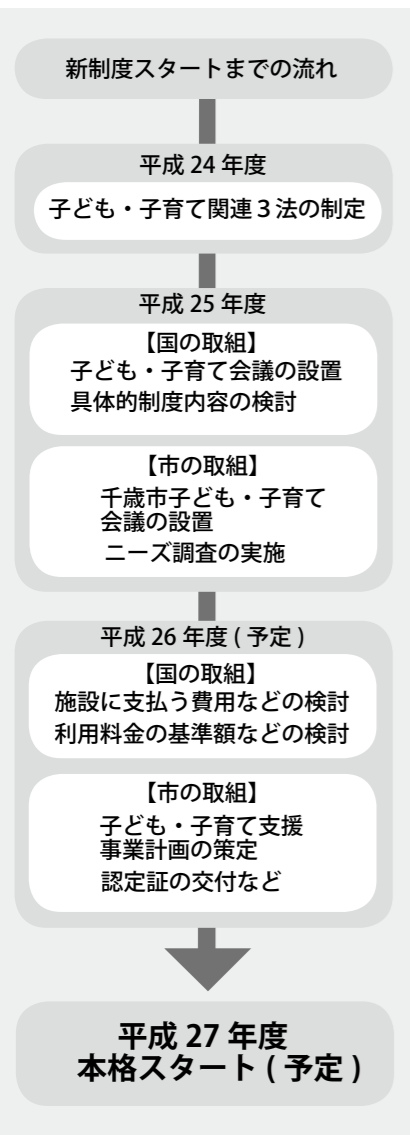 新制度スタートまでの流れ
平成 24 年度
子ども・子育て関連３法の制定
平成 25 年度
【国の取組】
子ども・子育て会議の設置
具体的制度内容の検討
【市の取組】
千歳市子ども・子育て
会議の設置
ニーズ調査の実施
平成 26 年度 ( 予定 )
【国の取組】
施設に支払う費用などの検討
利用料金の基準額などの検討
【市の取組】
子ども・子育て支援
事業計画の策定
認定証の交付など
平成 27 年度
本格スタート ( 予定 )